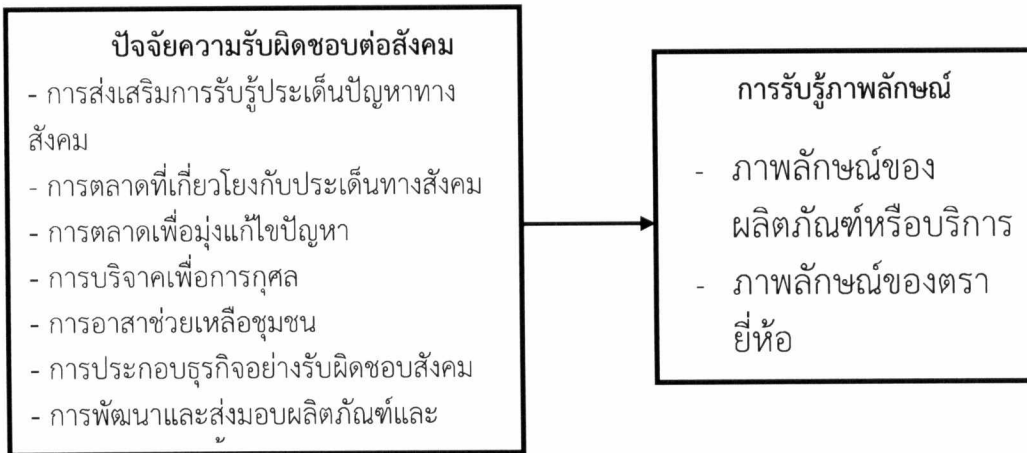 ปัจจัยความรับผิดชอบต่อสังคม
- การส่งเสริมการรับรู้ประเด็นปัญหาทาง
สังคม
- การตลาดที่เกี่ยวโยงกับประเด็นทางสังคม
- การตลาดเพื่อมุ่งแก้ไขปัญหา
- การบริจาคเพื่อการกุศล
- การอาสาช่วยเหลือชุมชน
- การประกอบธุรกิจอย่างรับผิดชอบสังคม
- การพัฒนาและส่งมอบผลิตภัณฑ์และ
การรับรู้ภาพลักษณ์
- ภาพลักษณ์ของ
ผลิตภัณฑ์หรือบริการ
- ภาพลักษณ์ของตรา
ยี่ห้อ